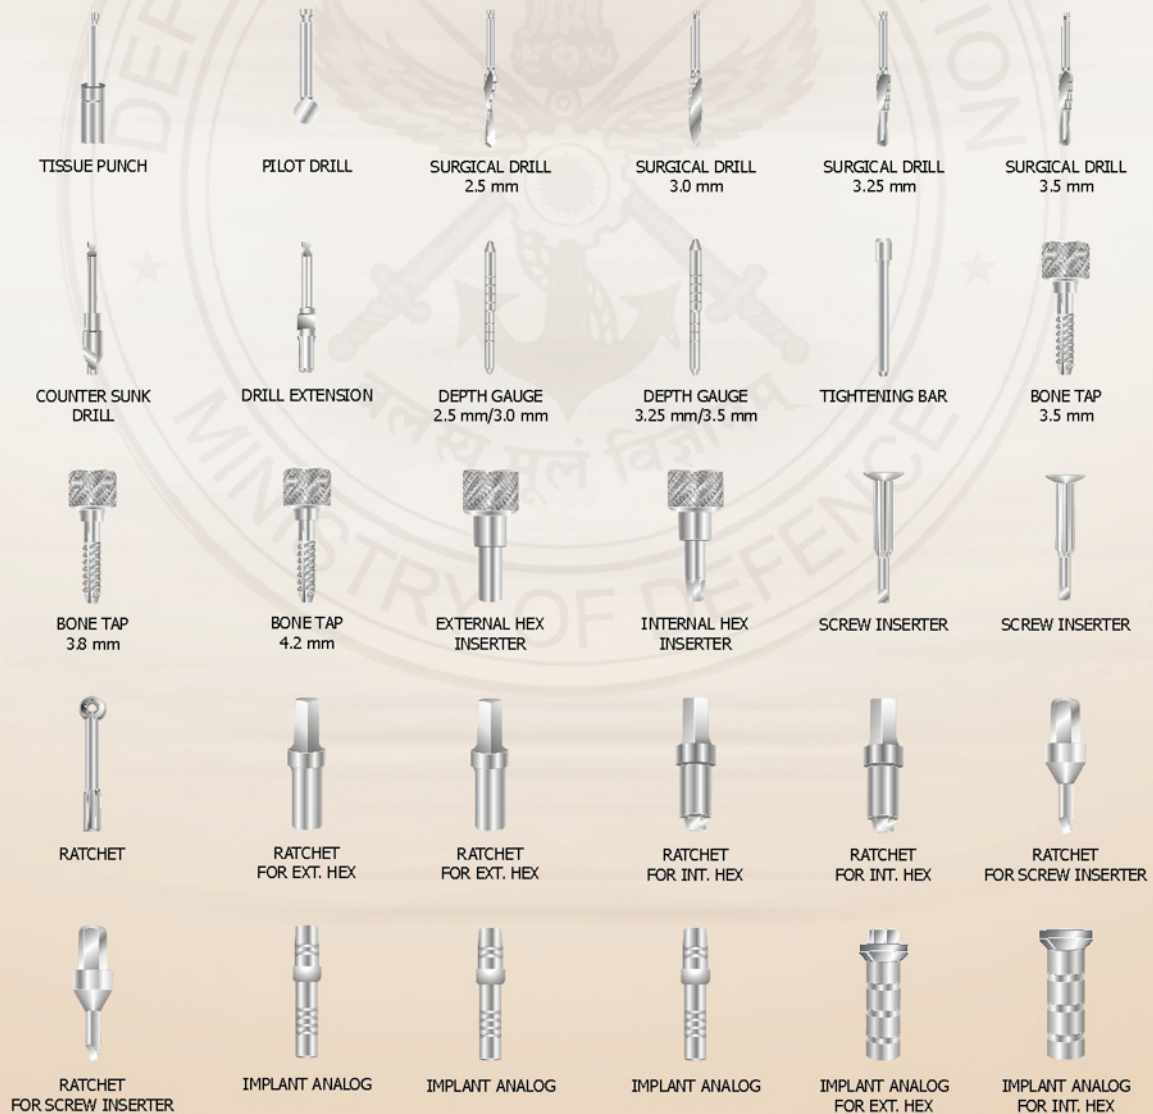 TISSUE PUNCH
PILOT DRILL
SURGICAL DRILL
2.5 mm
SURGICAL DRILL
3.0 mm
SURGICAL DRILL
3.25 mm
SURGICAL DRILL
3.5 mm
COUNTER SUNK
DRILL
DRILL EXTENSION
DEPTH GAUGE
2.5 mm/3.0 mm
DEPTH GAUGE
3.25 mm/3.5 mm
TIGHTENING BAR
BONE TAP
3.5 mm
BONE TAP
3.8 mm
BONE TAP
4.2 mm
EXTERNAL HEX
INSERTER
INTERNAL HEX
INSERTER
SCREW INSERTER
SCREW INSERTER
RATCHET
RATCHET
FOR EXT. HEX
RATCHET
FOR EXT. HEX
RATCHET
FOR INT. HEX
RATCHET
FOR INT. HEX
RATCHET
FOR SCREW INSERTER
RATCHET
FOR SCREW INSERTER
IMPLANT ANALOG
IMPLANT ANALOG
IMPLANT ANALOG
IMPLANT ANALOG
FOR EXT. HEX
IMPLANT ANALOG
FOR INT. HEX
बलस्य मूलं विज्ञानम्
MINISTRY OF DEFENCE